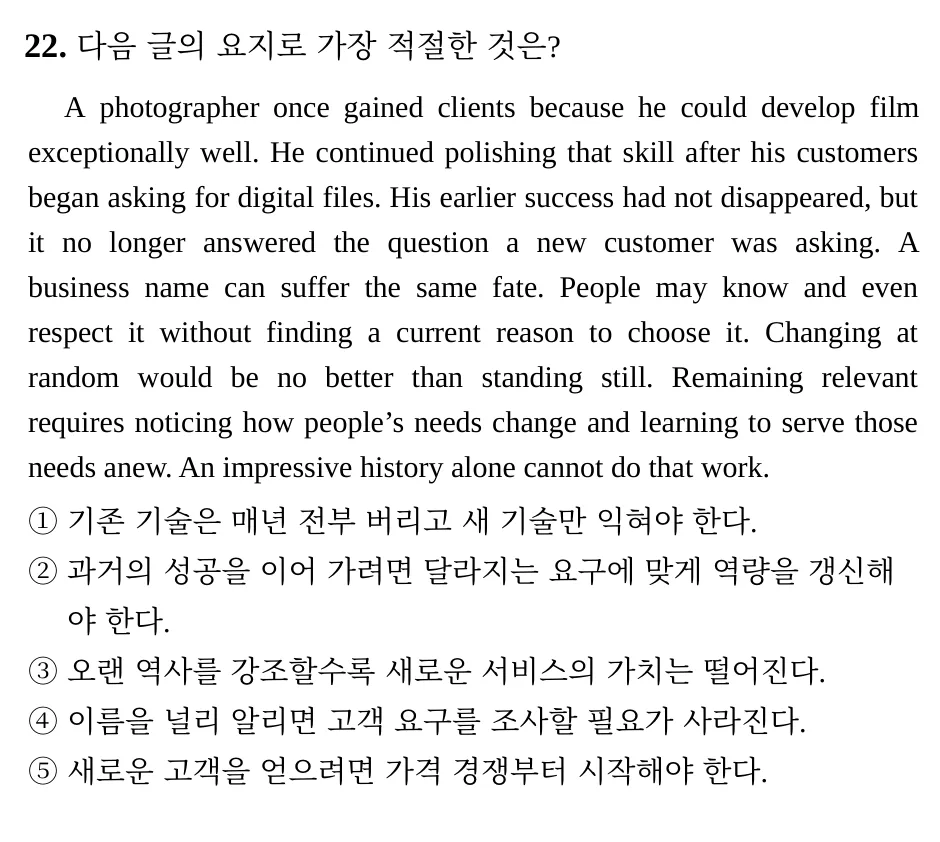 22. 다음 글의 요지로 가장 적절한 것은?
A photographer once gained clients because he could develop film
exceptionally well. He continued polishing that skill after his customers
began asking for digital files. His earlier success had not disappeared, but
it no longer answered the question a new customer was asking. A
business name can suffer the same fate. People may know and even
respect it without finding a current reason to choose it. Changing at
random would be no better than standing still. Remaining relevant
requires noticing how people’s needs change and learning to serve those
needs anew. An impressive history alone cannot do that work.
① 기존 기술은 매년 전부 버리고 새 기술만 익혀야 한다.
② 과거의 성공을 이어 가려면 달라지는 요구에 맞게 역량을 갱신해
야 한다.
③ 오랜 역사를 강조할수록 새로운 서비스의 가치는 떨어진다.
④ 이름을 널리 알리면 고객 요구를 조사할 필요가 사라진다.
⑤ 새로운 고객을 얻으려면 가격 경쟁부터 시작해야 한다.